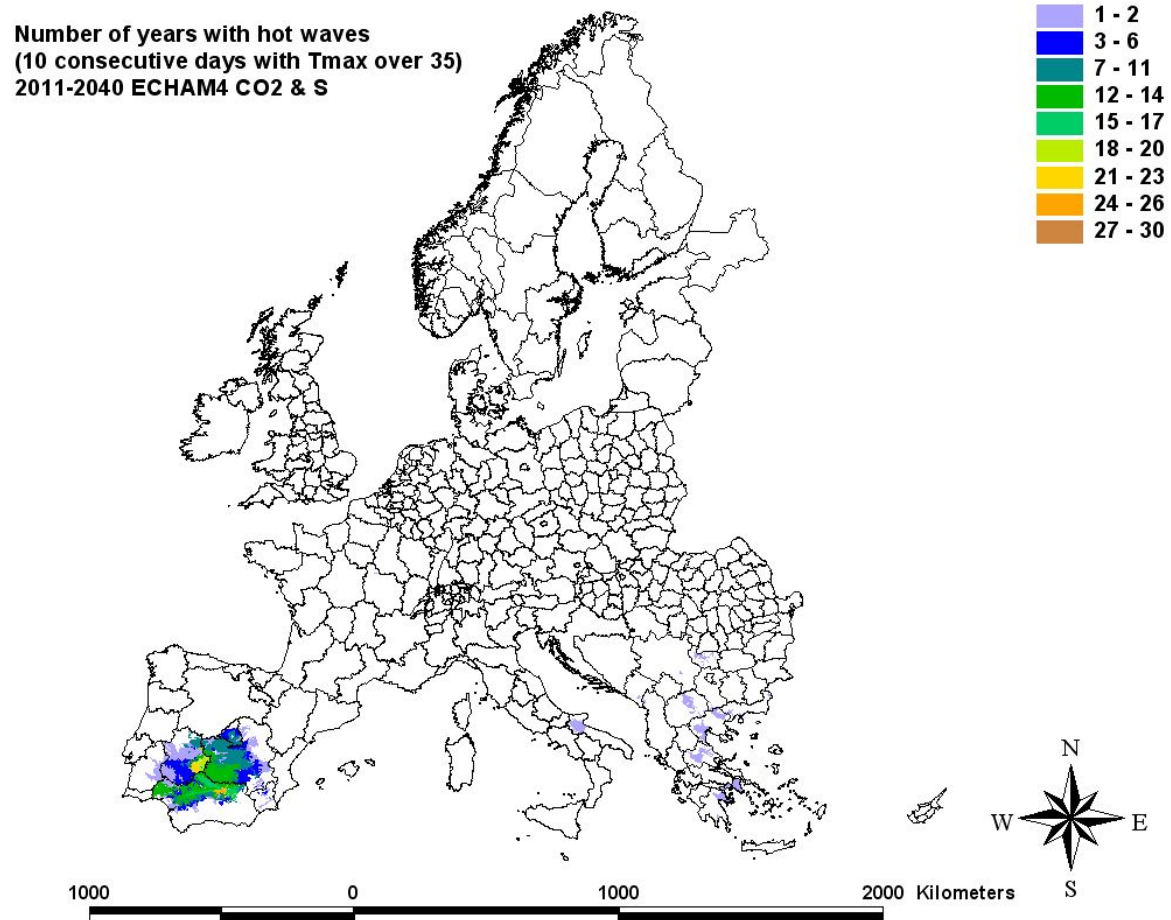 Number of years with hot waves
(10 consecutive days with Tmax over 35)
2011-2040 ECHAM4 CO2 & S
1 - 2
3 - 6
7 - 11
12 - 14
15 - 17
18 - 20
21 - 23
24 - 26
27 - 30
N
W E
S
1000 0 1000 2000 Kilometers